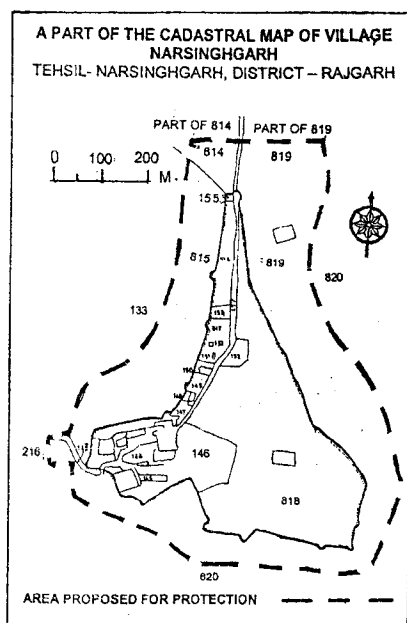 A PART OF THE CADASTRAL MAP OF VILLAGE
NARSINGHGARH
TEHSIL- NARSINGHGARH, DISTRICT – RAJGARH
PART OF 814 PART OF 819
814 819
0 100 200 M
155
815
819
820
133
152
146
216
818
820
AREA PROPOSED FOR PROTECTION